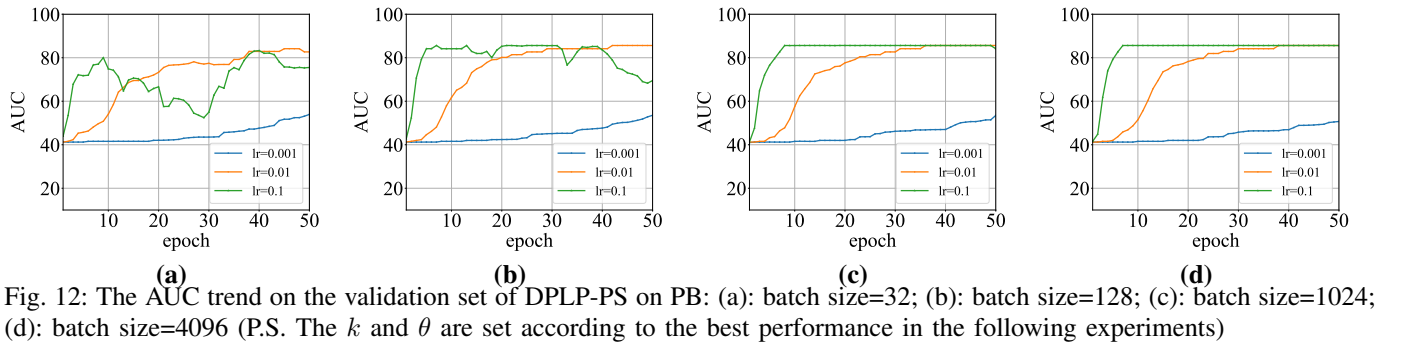 100
80
60
40
20
AUC
10
20
30
40
50
epoch
lr=0.001
lr=0.01
lr=0.1
(a)
100
80
60
40
20
AUC
10
20
30
40
50
epoch
lr=0.001
lr=0.01
lr=0.1
(b)
100
80
60
40
20
AUC
10
20
30
40
50
epoch
lr=0.001
lr=0.01
lr=0.1
(c)
100
80
60
40
20
AUC
10
20
30
40
50
epoch
lr=0.001
lr=0.01
lr=0.1
(d)
Fig. 12: The AUC trend on the validation set of DPLP-PS on PB: (a): batch size=32; (b): batch size=128; (c): batch size=1024;
(d): batch size=4096 (P.S. The k and θ are set according to the best performance in the following experiments)